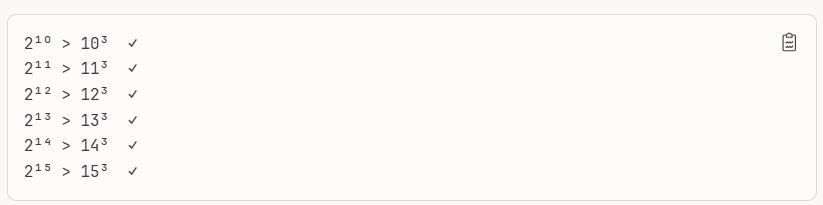 2¹⁰ > 10³ ✓
2¹¹ > 11³ ✓
2¹² > 12³ ✓
2¹³ > 13³ ✓
2¹⁴ > 14³ ✓
2¹⁵ > 15³ ✓